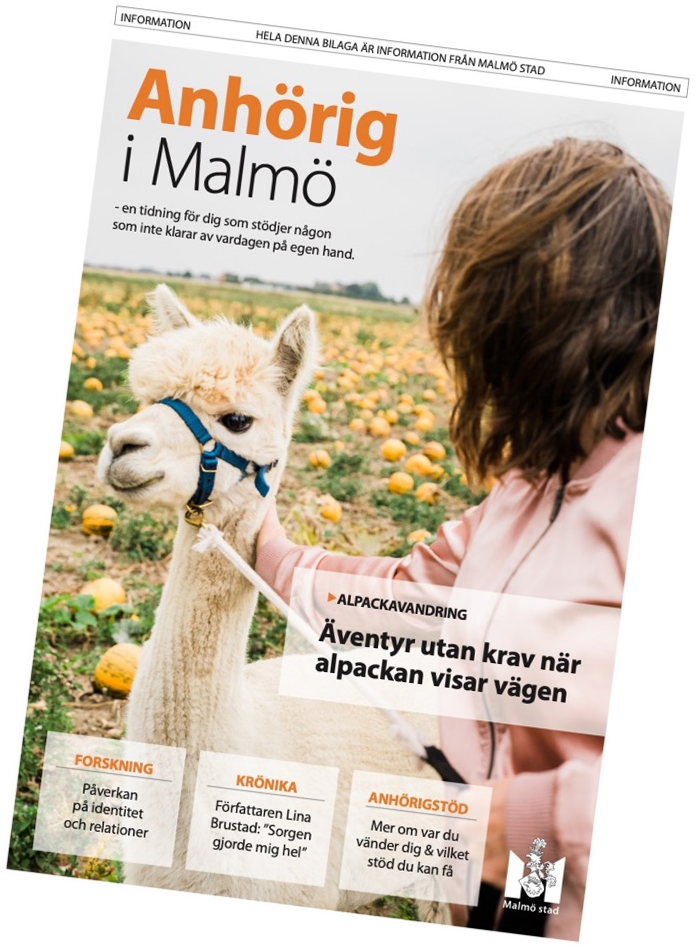 INFORMATION
HELA DENNA BILAGA ÄR INFORMATION FRÅN MALMÖ STAD
INFORMATION
Anhörig
i Malmö
- en tidning för dig som stödjer någon
som inte klarar av vardagen på egen hand.
ALPACKAVANDRING
Äventyr utan krav när
alpackan visar vägen
FORSKNING
Påverkan
på identitet
och relationer
KRÖNIKA
Författaren Lina
Brustad: ”Sorgen
gjorde mig hel”
ANHÖRIGSTÖD
Mer om var du
vänder dig & vilket
stöd du kan få
Malmö stad